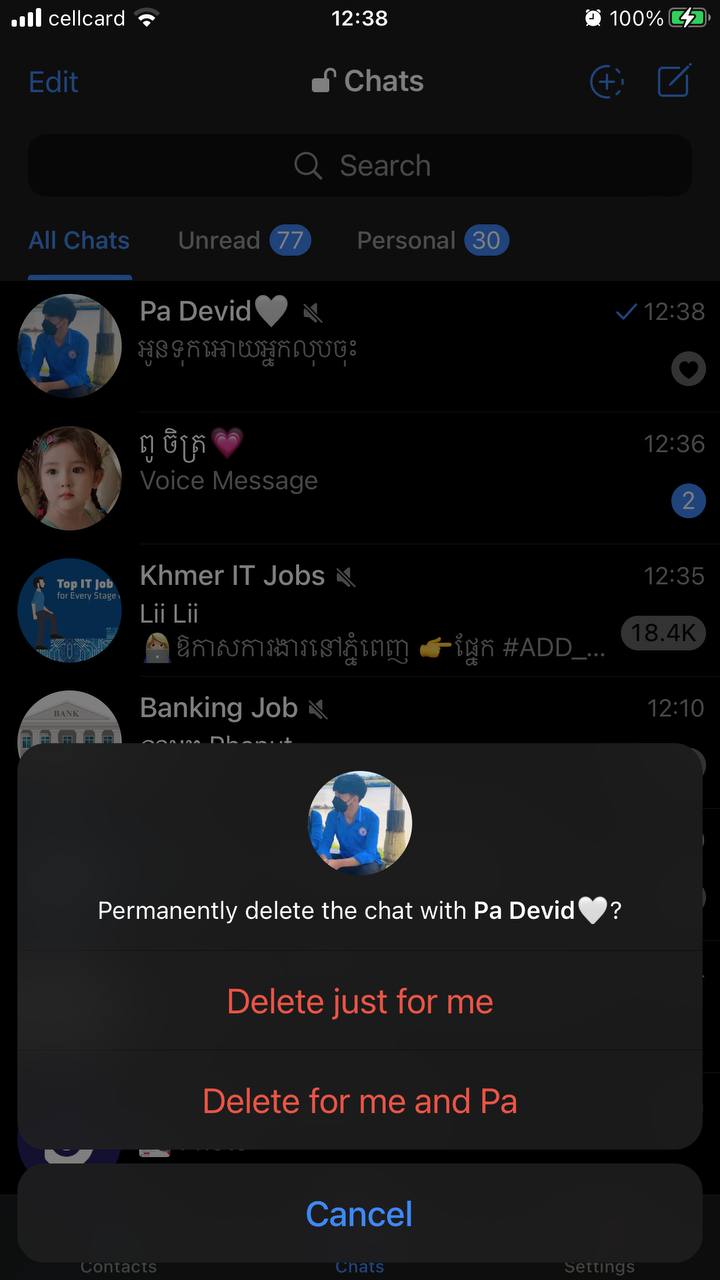 cellcard 12:38 100%
Edit Chats
Search
All Chats Unread 77 Personal 30
Pa Devid🤍 12:38
អូនទុកអោយអ្នកលុបចុះ
ពូ ចិត្រ💗 12:36
Voice Message 2
Khmer IT Jobs 12:35
Top IT Job
for Every Stage
Lii Lii
18.4K
👩🏼‍💻ឱកាសការងារនៅភ្នំពេញ 👉ផ្នែក #ADD_...
Banking Job 12:10
BANK
Permanently delete the chat with Pa Devid🤍?
Delete just for me
Delete for me and Pa
Cancel
Contacts Chats Settings